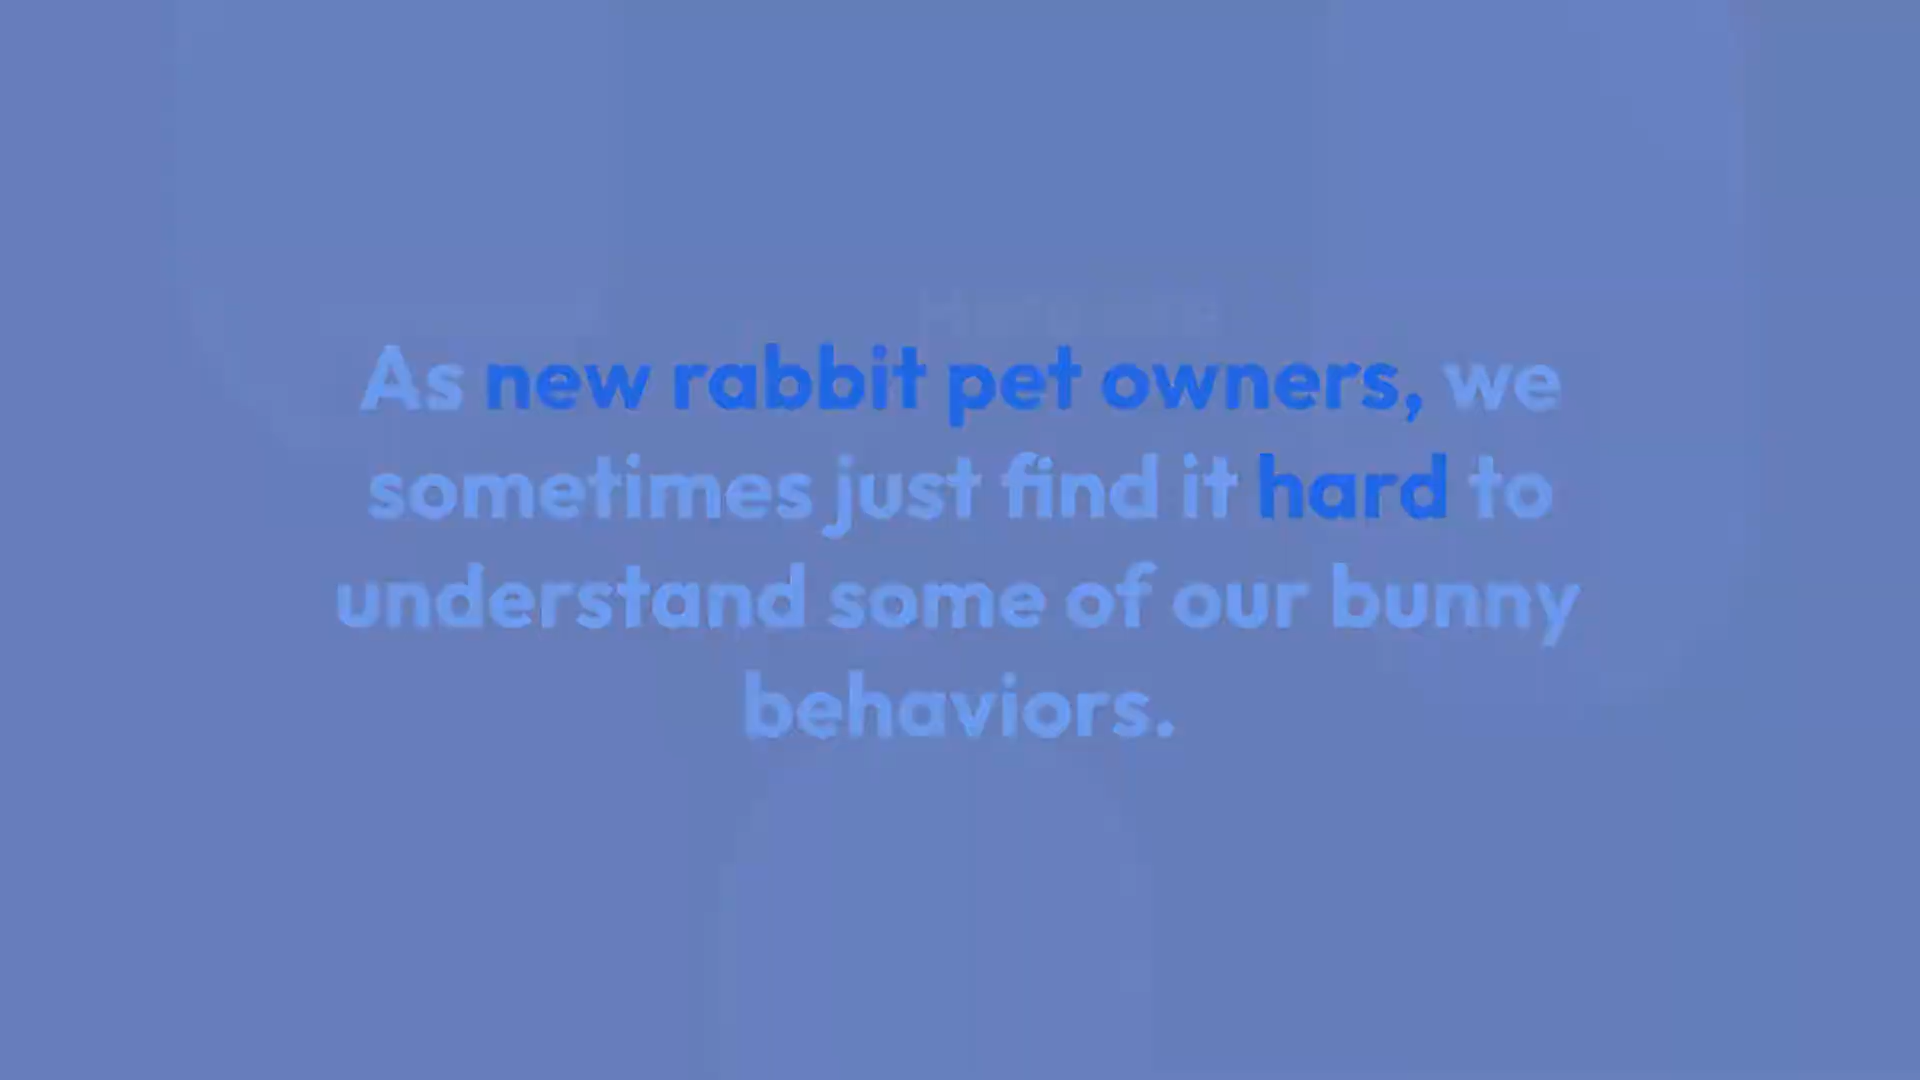 As new rabbit pet owners, we
sometimes just find it hard to
understand some of our bunny
behaviors.